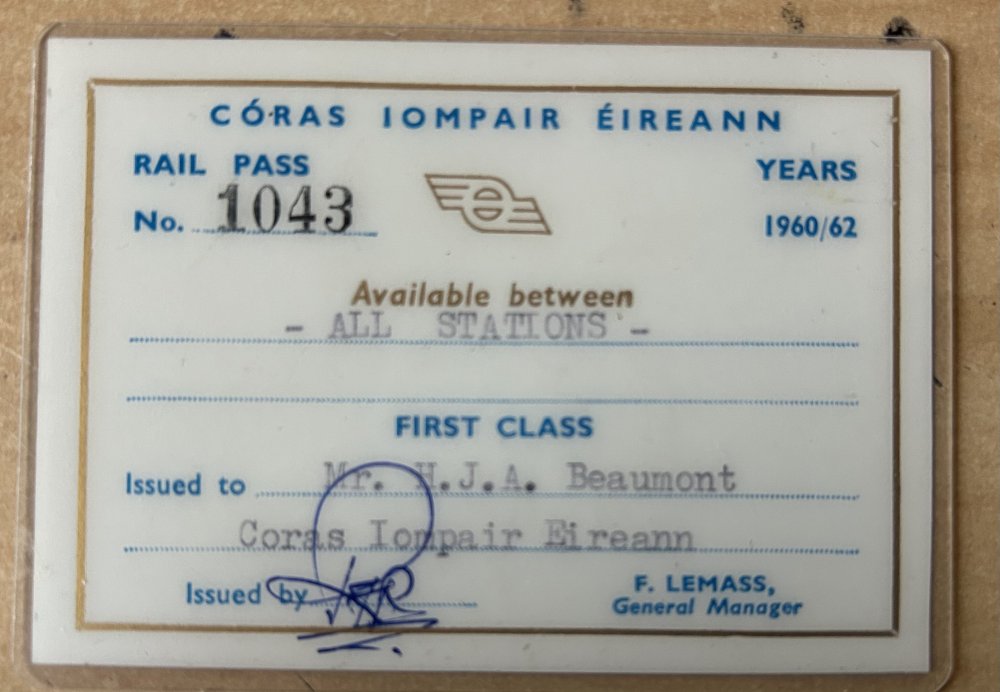 CÓRAS IOMPAIR ÉIREANN
RAIL PASS
YEARS
No. 1043
1960/62
Available between
- ALL STATIONS -
FIRST CLASS
Issued to Mr. H.J.A. Beaumont
Coras Iompair Eireann
Issued by
F. LEMASS,
General Manager